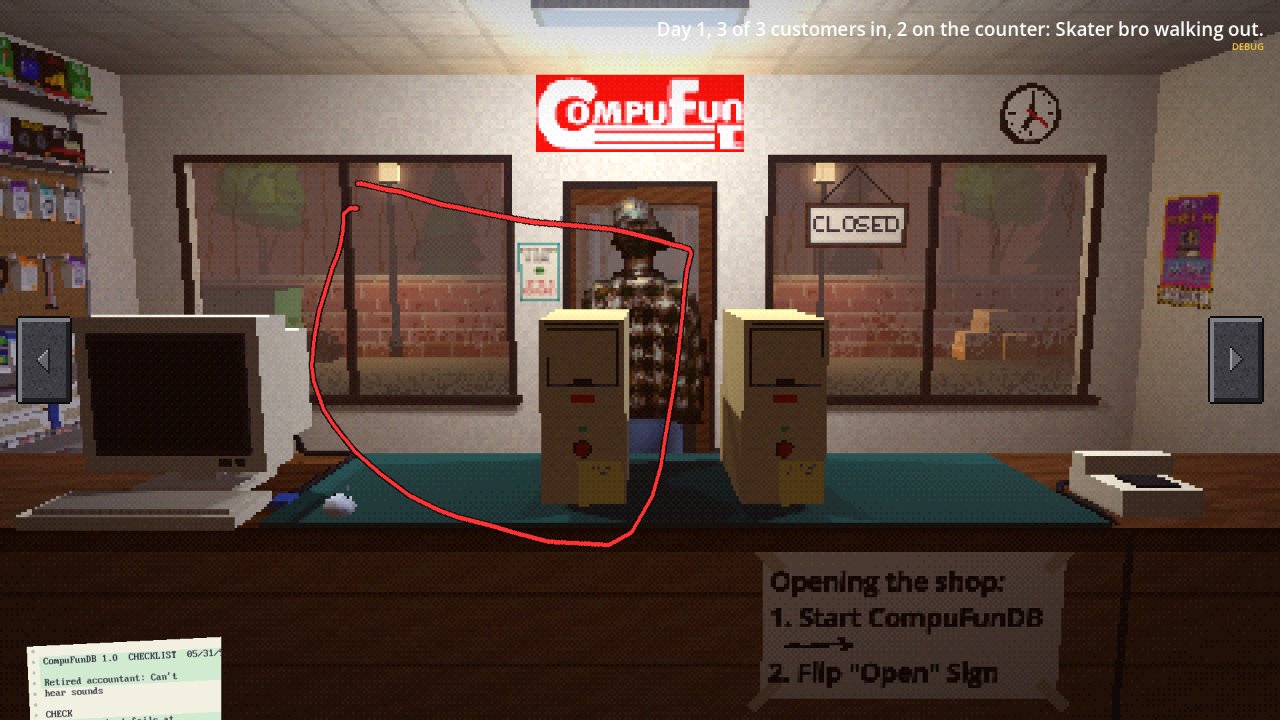 Day 1, 3 of 3 customers in, 2 on the counter: Skater bro walking out.
DEBUG
COMPUFUN
CLOSED
Opening the shop:
1. Start CompuFunDB
2. Flip "Open" Sign
CompuFunDB 1.0 CHECKLIST 05/31/
Retired accountant: Can't
hear sounds
CHECK